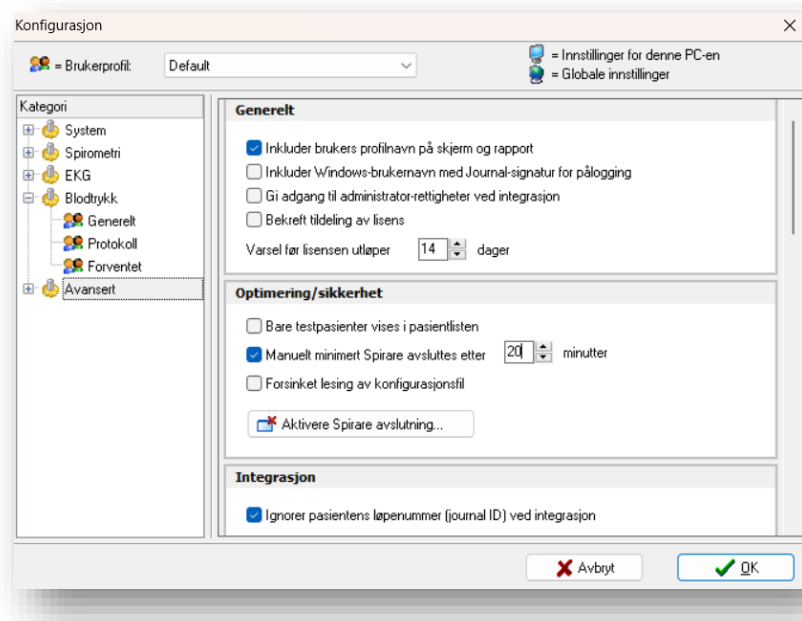 Konfigurasjon
= Brukerprofil:
Default
= Innstillinger for denne PC-en
= Globale innstillinger
Kategori
System
Spirometri
EKG
Blodtrykk
Generelt
Protokoll
Forventet
Avansert
Generelt
Inkluder brukers profilnavn på skjerm og rapport
Inkluder Windows-brukernavn med Journal-signatur for pålogging
Gi adgang til administrator-rettigheter ved integrasjon
Bekreft tildeling av lisens
Varsel før lisensen utløper 14 dager
Optimering/sikkerhet
Bare testpasienter vises i pasientlisten
Manuelt minimert Spirare avsluttes etter 20 minutter
Forsinket lesing av konfigurasjonsfil
Aktivere Spirare avslutning...
Integrasjon
Ignorer pasientens løpenummer (journal ID) ved integrasjon
Avbryt
OK